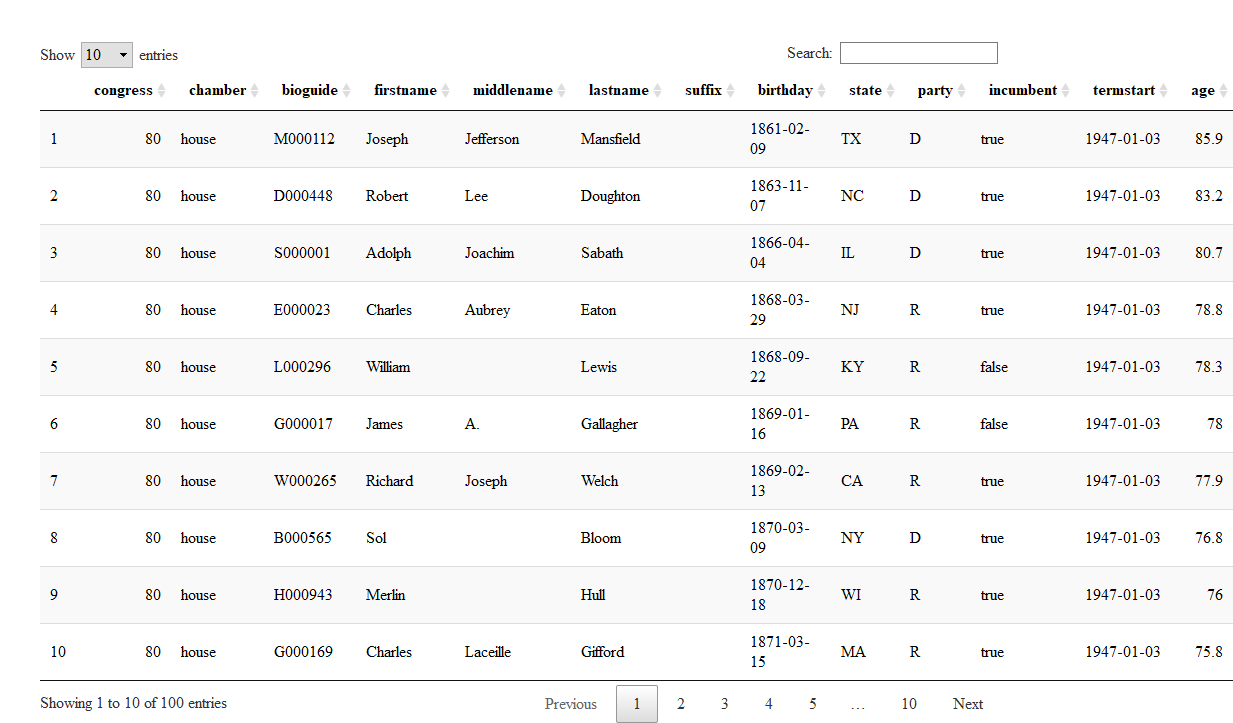 Show 10 entries Search:
congress chamber bioguide firstname middlename lastname suffix birthday state party incumbent termstart age
1 80 house M000112 Joseph Jefferson Mansfield 1861-02-
09 TX D true 1947-01-03 85.9
2 80 house D000448 Robert Lee Doughton 1863-11-
07 NC D true 1947-01-03 83.2
3 80 house S000001 Adolph Joachim Sabath 1866-04-
04 IL D true 1947-01-03 80.7
4 80 house E000023 Charles Aubrey Eaton 1868-03-
29 NJ R true 1947-01-03 78.8
5 80 house L000296 William Lewis 1868-09-
22 KY R false 1947-01-03 78.3
6 80 house G000017 James A. Gallagher 1869-01-
16 PA R false 1947-01-03 78
7 80 house W000265 Richard Joseph Welch 1869-02-
13 CA R true 1947-01-03 77.9
8 80 house B000565 Sol Bloom 1870-03-
09 NY D true 1947-01-03 76.8
9 80 house H000943 Merlin Hull 1870-12-
18 WI R true 1947-01-03 76
10 80 house G000169 Charles Laceille Gifford 1871-03-
15 MA R true 1947-01-03 75.8
Showing 1 to 10 of 100 entries Previous 1 2 3 4 5 … 10 Next